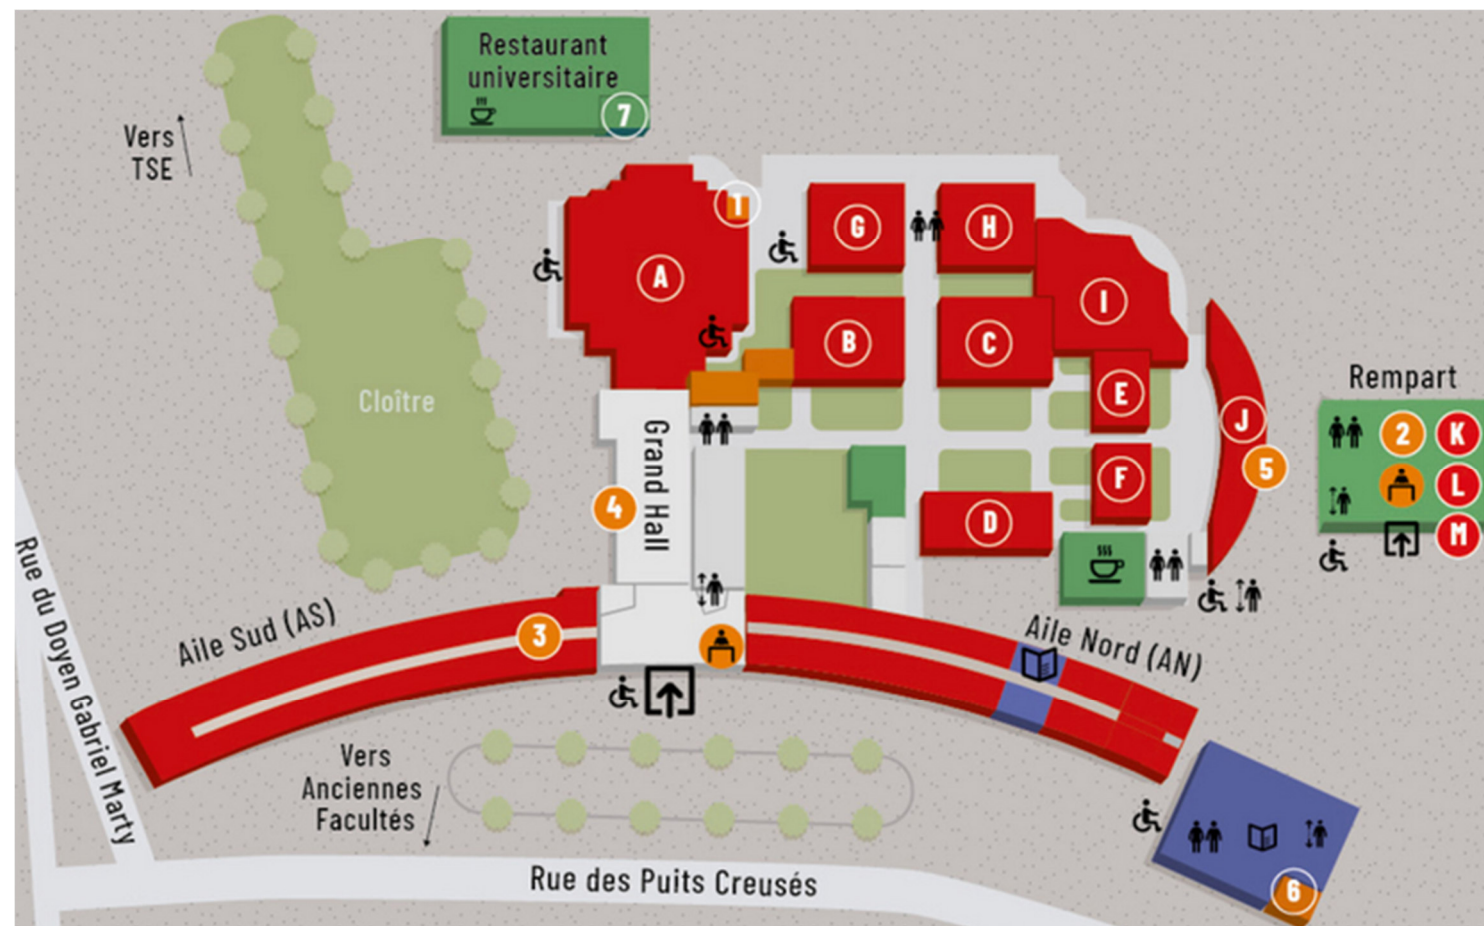 Restaurant
universitaire
7
Vers
TSE
1
G
H
A
I
B
C
Cloître
E
J
Rempart
2
K
Grand Hall
5
F
L
4
D
M
Aile Sud (AS)
3
Aile Nord (AN)
Rue du Doyen Gabriel Marty
Vers
Anciennes
Facultés
Rue des Puits Creusés
6